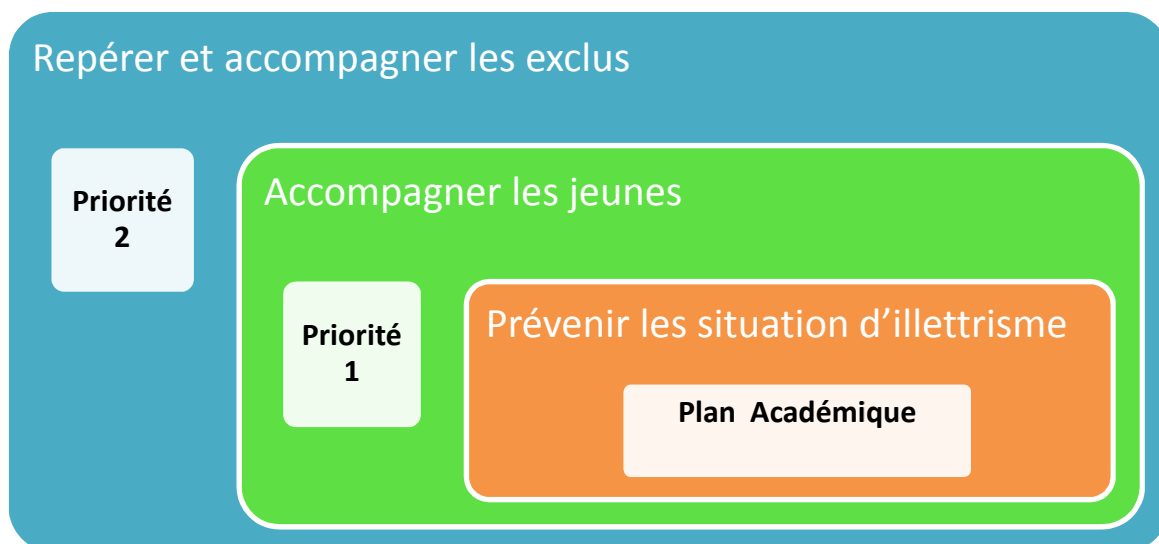 Repérer et accompagner les exclus
Priorité
2
Accompagner les jeunes
Priorité
1
Prévenir les situation d’illettrisme
Plan Académique